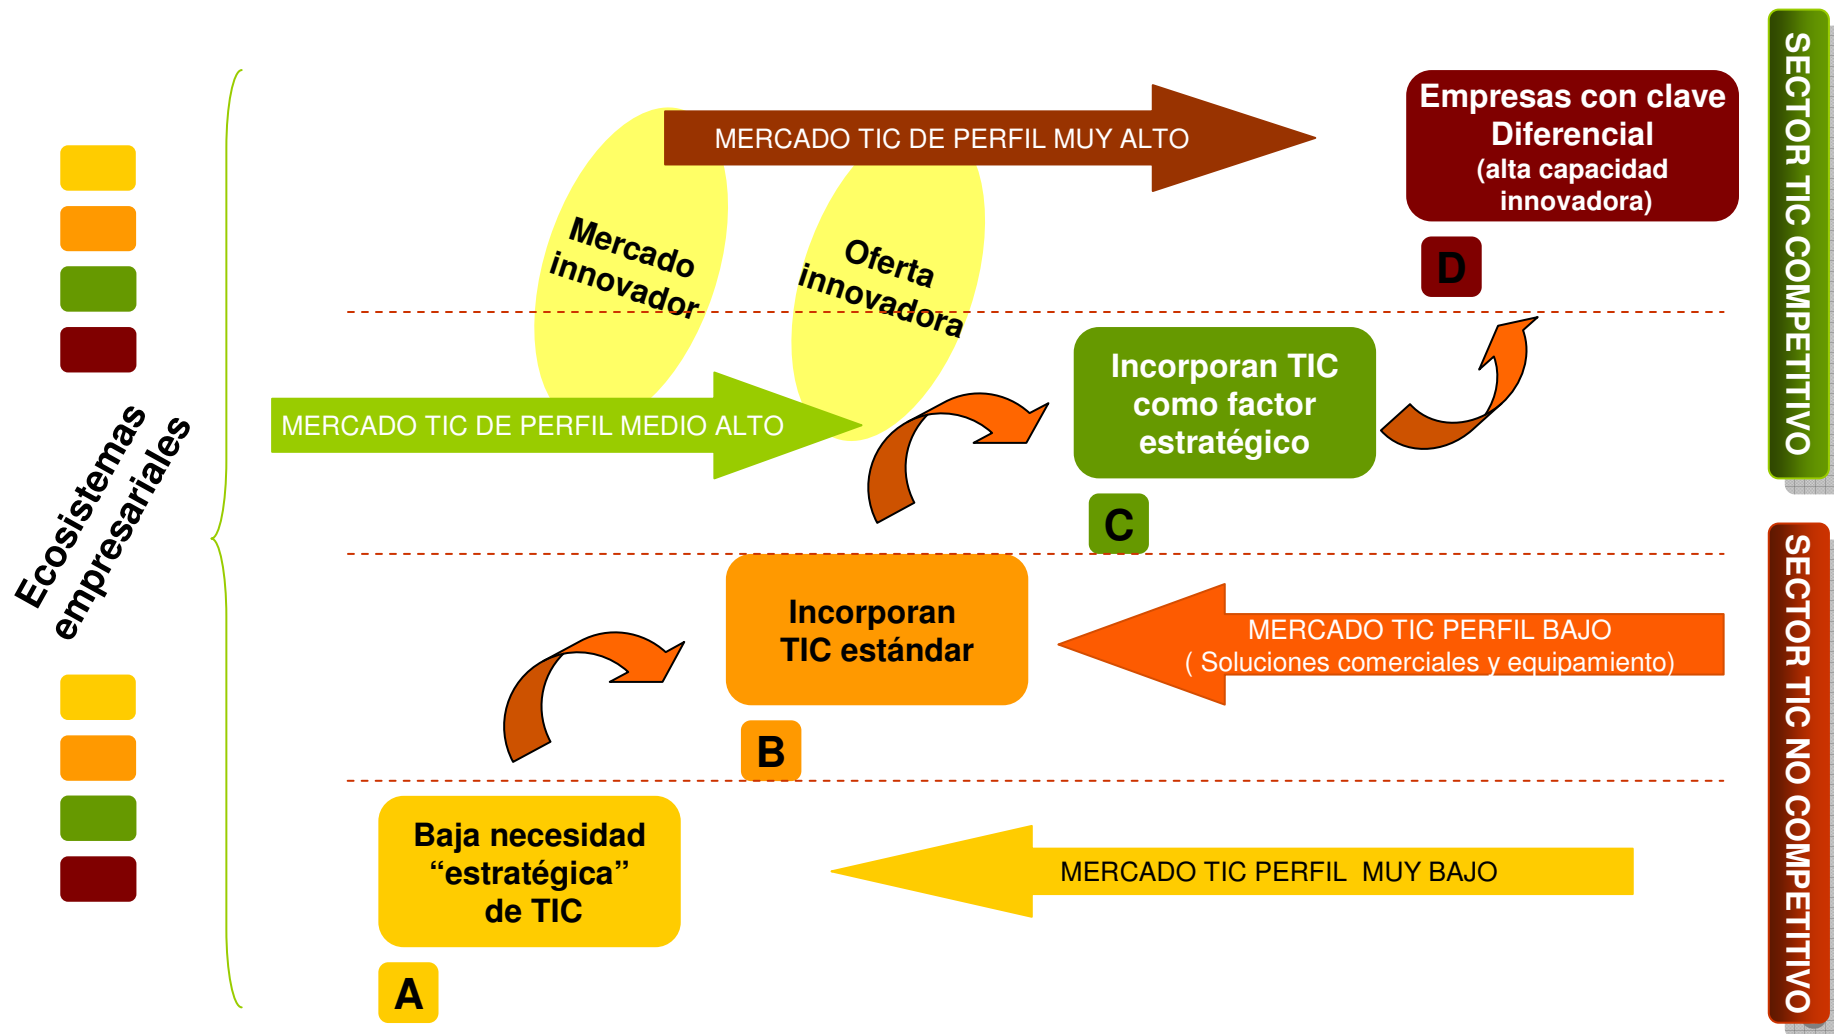 MERCADO TIC DE PERFIL MUY ALTO
Empresas con clave
Diferencial
(alta capacidad
innovadora)
D
Mercado
innovador
Oferta
innovadora
MERCADO TIC DE PERFIL MEDIO ALTO
Incorporan TIC
como factor
estratégico
C
SECTOR TIC COMPETITIVO
Ecosistemas
empresariales
Incorporan
TIC estándar
B
MERCADO TIC PERFIL BAJO
( Soluciones comerciales y equipamiento)
Baja necesidad
“estratégica”
de TIC
A
MERCADO TIC PERFIL  MUY BAJO
SECTOR TIC NO COMPETITIVO